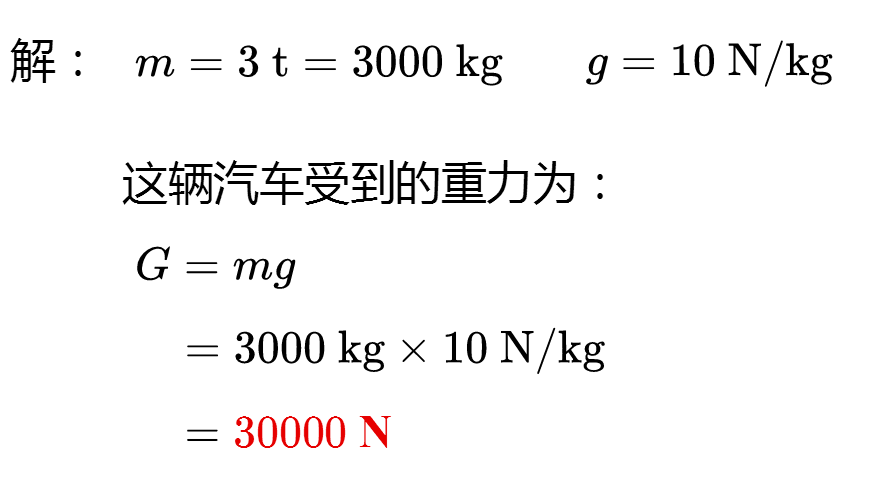 解： m = 3 t = 3000 kg g = 10 N/kg
这辆汽车受到的重力为：
G = mg
= 3000 kg × 10 N/kg
= 30000 N